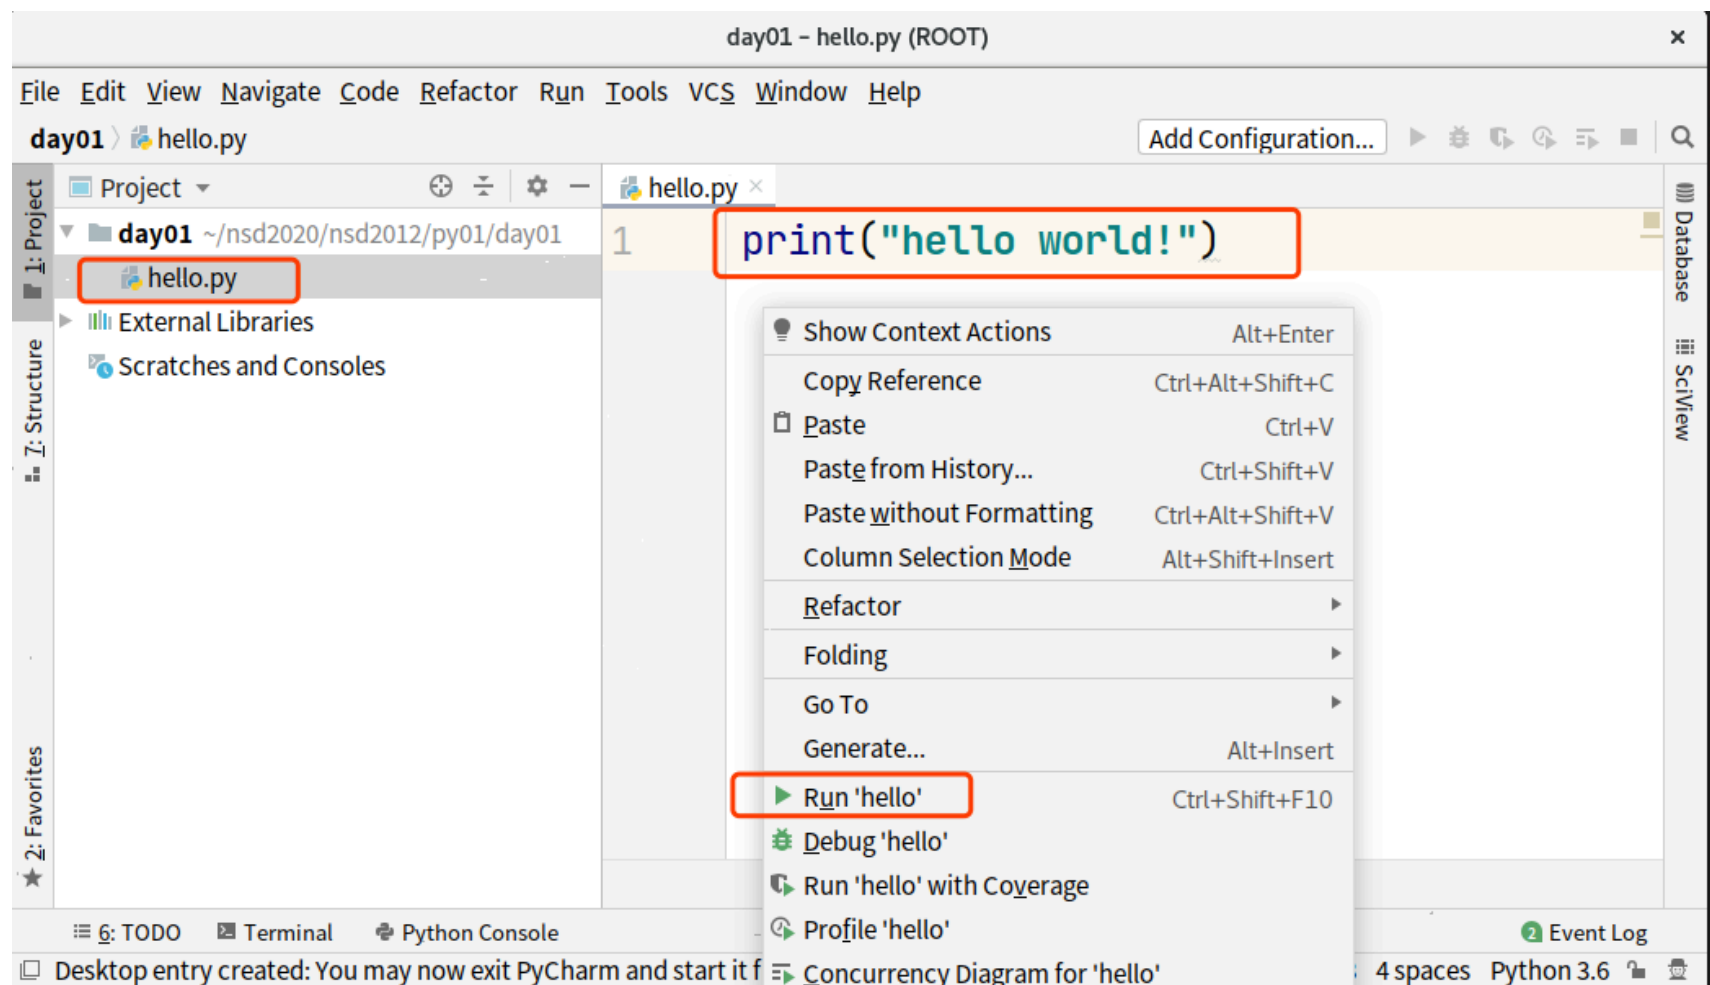 day01 – hello.py (ROOT)
File Edit View Navigate Code Refactor Run Tools VCS Window Help
day01 hello.py Add Configuration...
1: Project
7: Structure
2: Favorites
Project
day01 ~/nsd2020/nsd2012/py01/day01
hello.py
External Libraries
Scratches and Consoles
hello.py
1 print("hello world!")
Show Context Actions Alt+Enter
Copy Reference Ctrl+Alt+Shift+C
Paste Ctrl+V
Paste from History... Ctrl+Shift+V
Paste without Formatting Ctrl+Alt+Shift+V
Column Selection Mode Alt+Shift+Insert
Refactor
Folding
Go To
Generate... Alt+Insert
Run 'hello' Ctrl+Shift+F10
Debug 'hello'
Run 'hello' with Coverage
Profile 'hello'
Concurrency Diagram for 'hello'
Database
SciView
6: TODO Terminal Python Console 2 Event Log
Desktop entry created: You may now exit PyCharm and start it 4 spaces Python 3.6